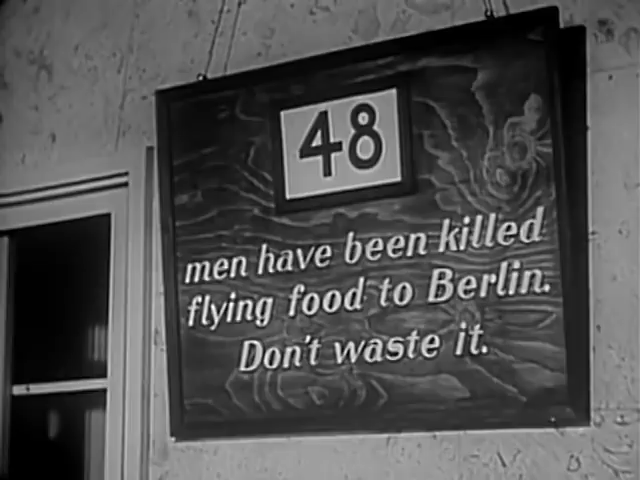 48
men have been killed
flying food to Berlin.
Don't waste it.